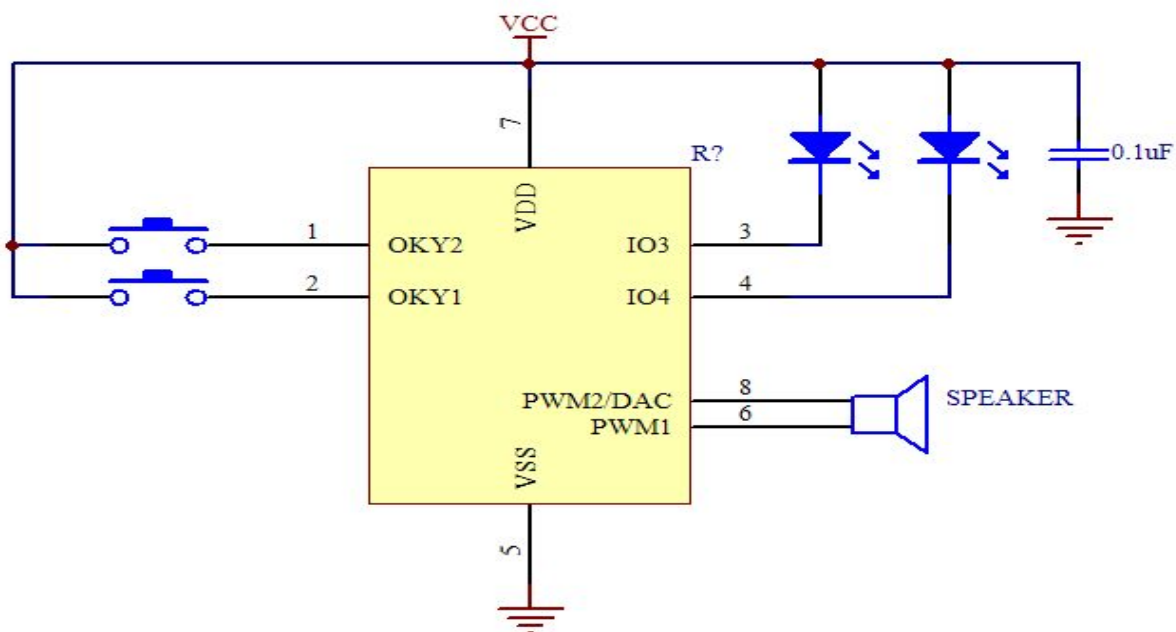 VCC
7
R?
0.1uF
VDD
1
OKY2
IO3
3
2
OKY1
IO4
4
PWM2/DAC
8
SPEAKER
PWM1
6
VSS
5